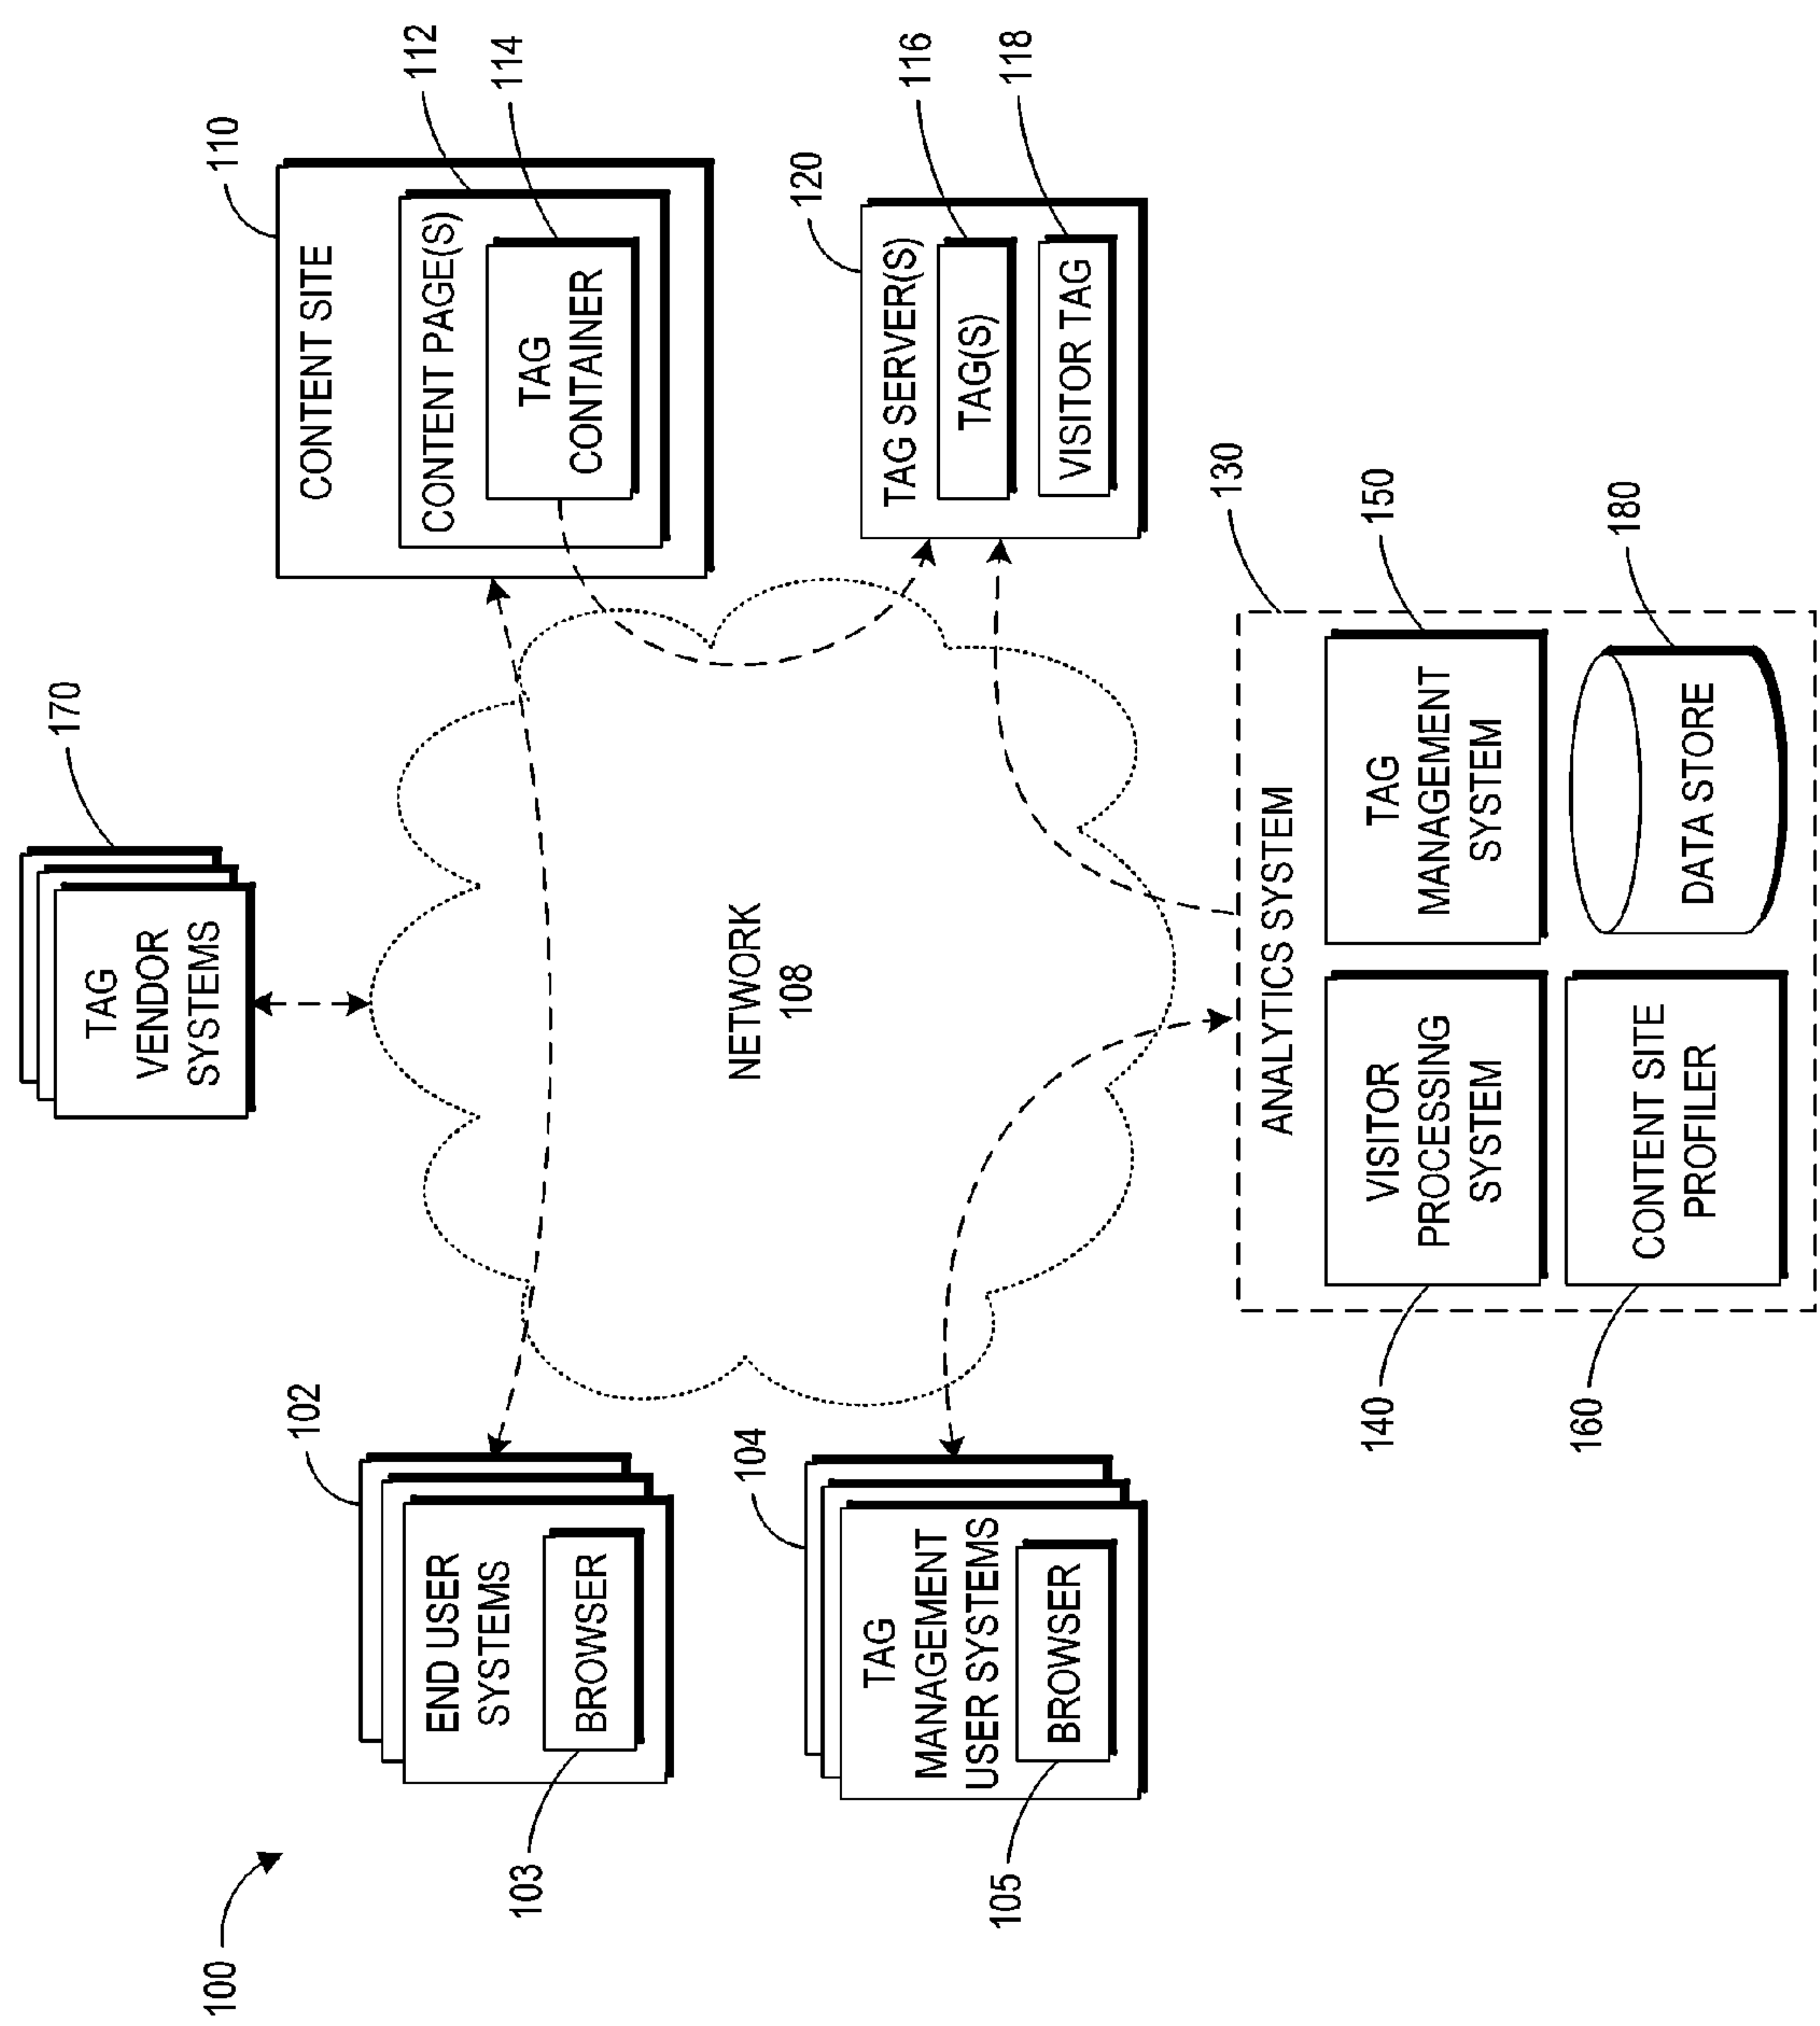 100
170
TAG
VENDOR
SYSTEMS
102
END USER
SYSTEMS
BROWSER
103
110
CONTENT SITE
112
CONTENT PAGE(S)
114
TAG
CONTAINER
NETWORK
108
104
TAG
MANAGEMENT
USER SYSTEMS
BROWSER
105
120
TAG SERVER(S)
116
TAG(S)
118
VISITOR TAG
130
ANALYTICS SYSTEM
140
VISITOR
PROCESSING
SYSTEM
150
TAG
MANAGEMENT
SYSTEM
160
CONTENT SITE
PROFILER
180
DATA STORE